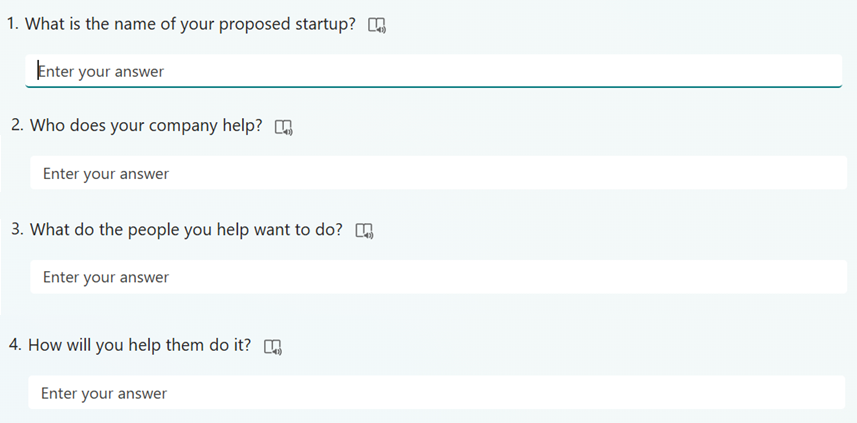 1. What is the name of your proposed startup?
Enter your answer
2. Who does your company help?
Enter your answer
3. What do the people you help want to do?
Enter your answer
4. How will you help them do it?
Enter your answer